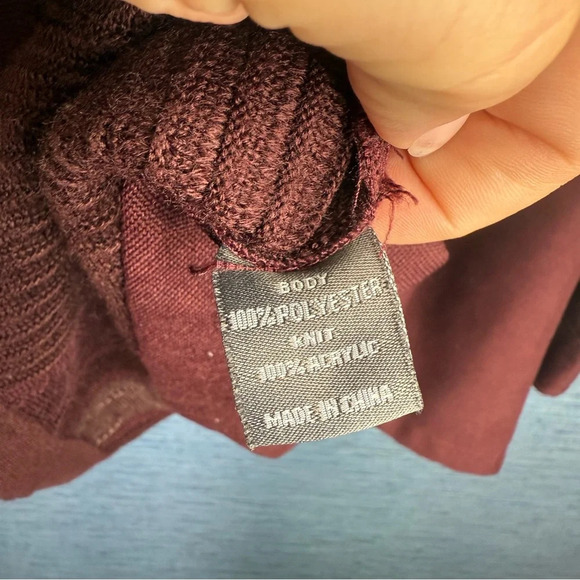 BODY
100%POLYESTER
KNIT
100%ACRYLIC
MADE IN CHINA